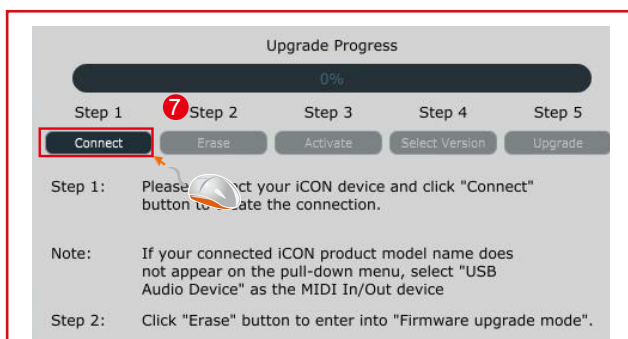 Upgrade Progress
0%
Step 1 7 Step 2 Step 3 Step 4 Step 5
Connect Erase Activate Select Version Upgrade
Step 1: Please ct your iCON device and click "Connect"
button to ate the connection.
Note: If your connected iCON product model name does
not appear on the pull-down menu, select "USB
Audio Device" as the MIDI In/Out device
Step 2: Click "Erase" button to enter into "Firmware upgrade mode".